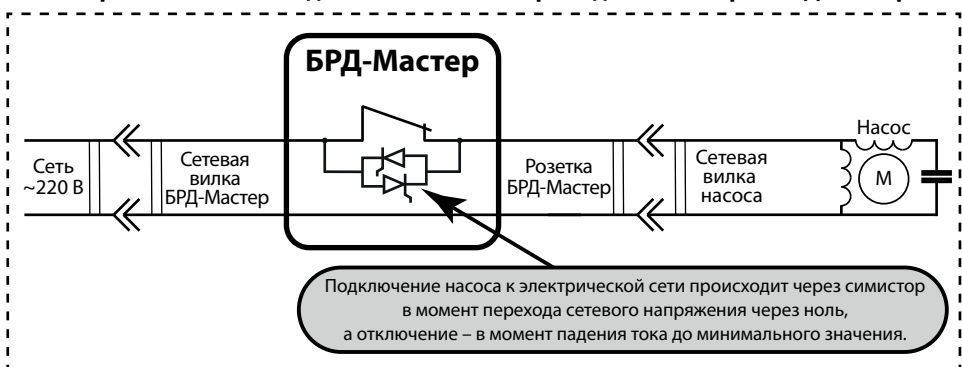 БРД-Мастер
Насос
Сеть
~220 В
Сетевая
вилка
БРД-Мастер
Розетка
БРД-Мастер
Сетевая
вилка
насоса
М
Подключение насоса к электрической сети происходит через симистор
в момент перехода сетевого напряжения через ноль,
а отключение – в момент падения тока до минимального значения.